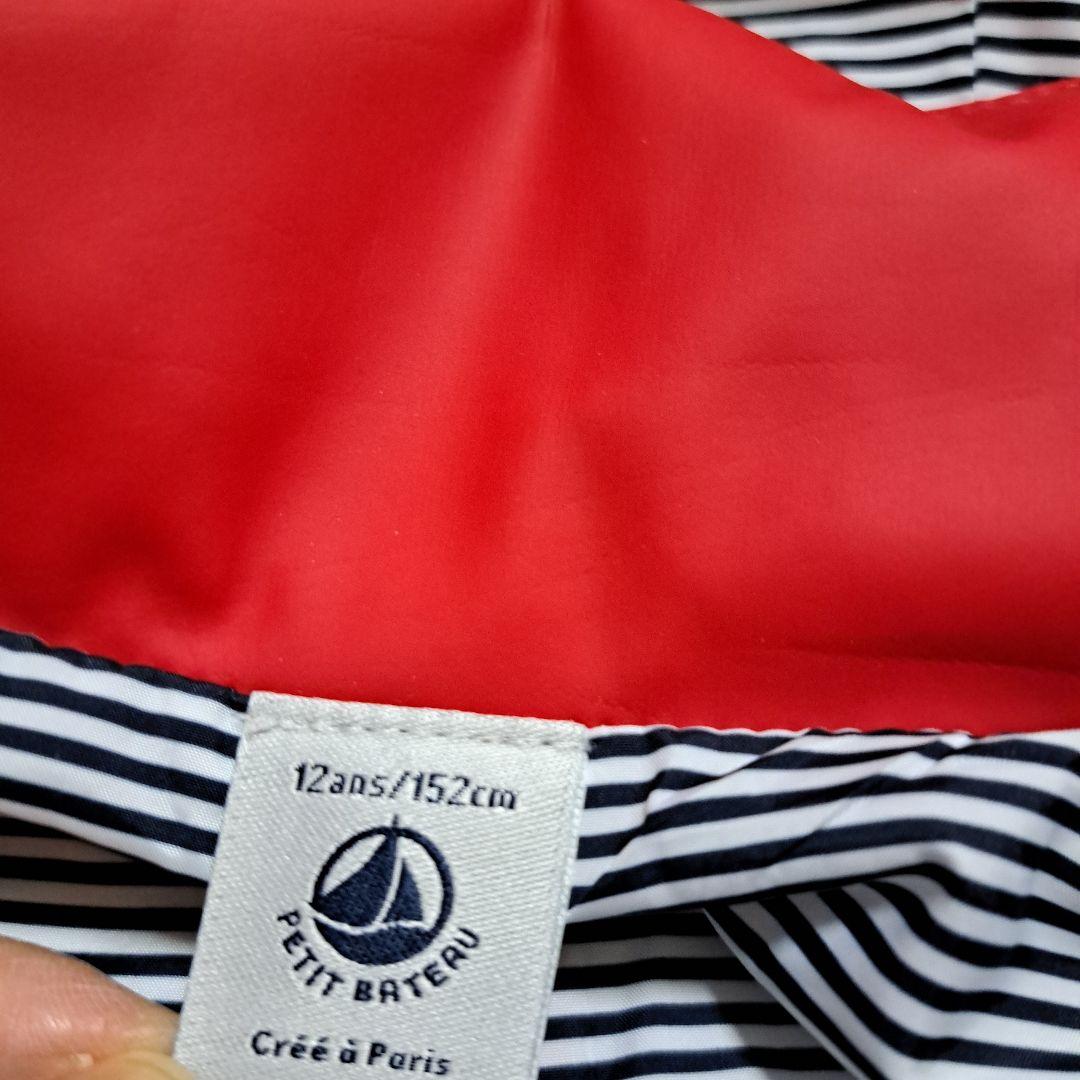 12ans/152cm
PETIT BATEAU
Créé à Paris